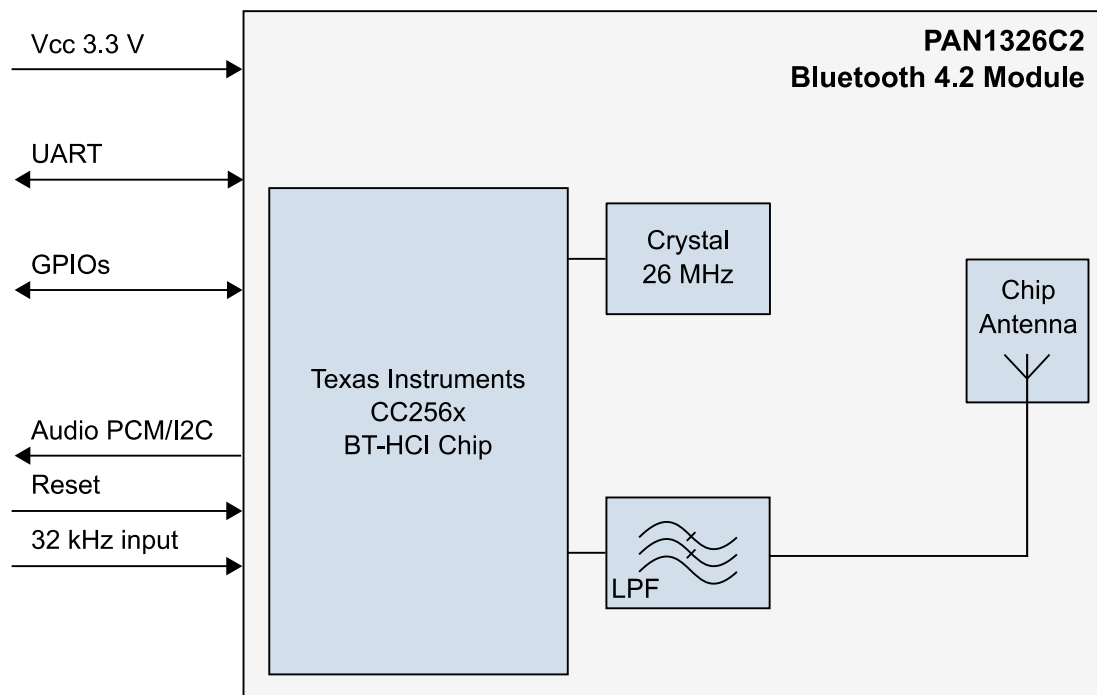 Vcc 3.3 V
PAN1326C2
Bluetooth 4.2 Module
UART
GPIOs
Audio PCM/I2C
Reset
32 kHz input
Texas Instruments
CC256x
BT-HCI Chip
Crystal
26 MHz
Chip
Antenna
LPF